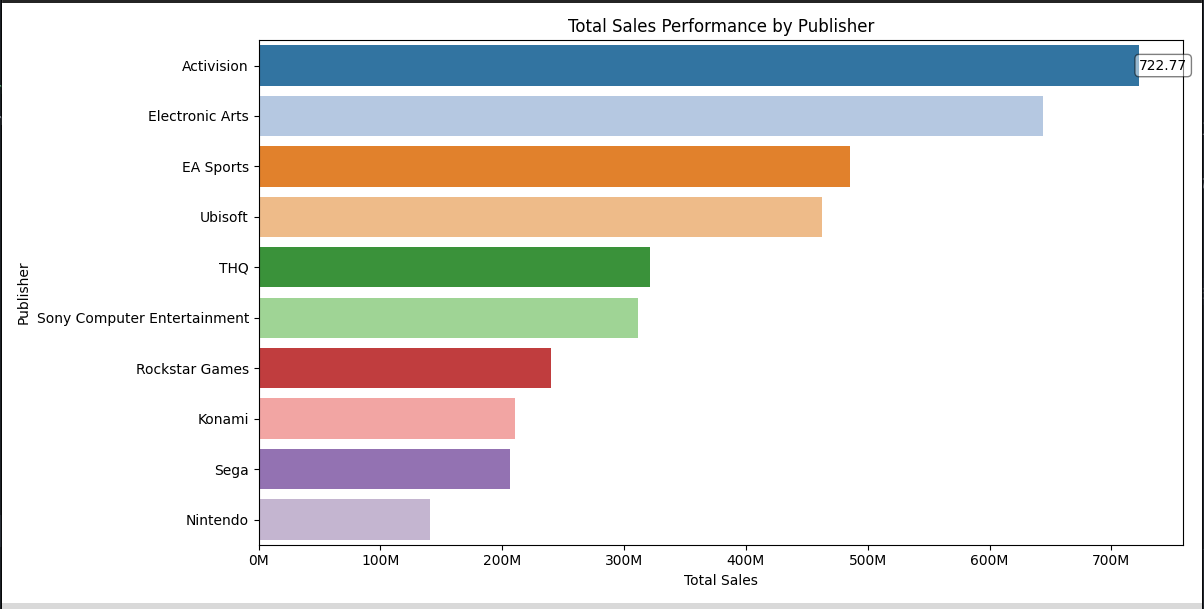 Total Sales Performance by Publisher
Activision
722.77
Electronic Arts
EA Sports
Ubisoft
THQ
Sony Computer Entertainment
Rockstar Games
Konami
Sega
Nintendo
Publisher
0M 100M 200M 300M 400M 500M 600M 700M
Total Sales